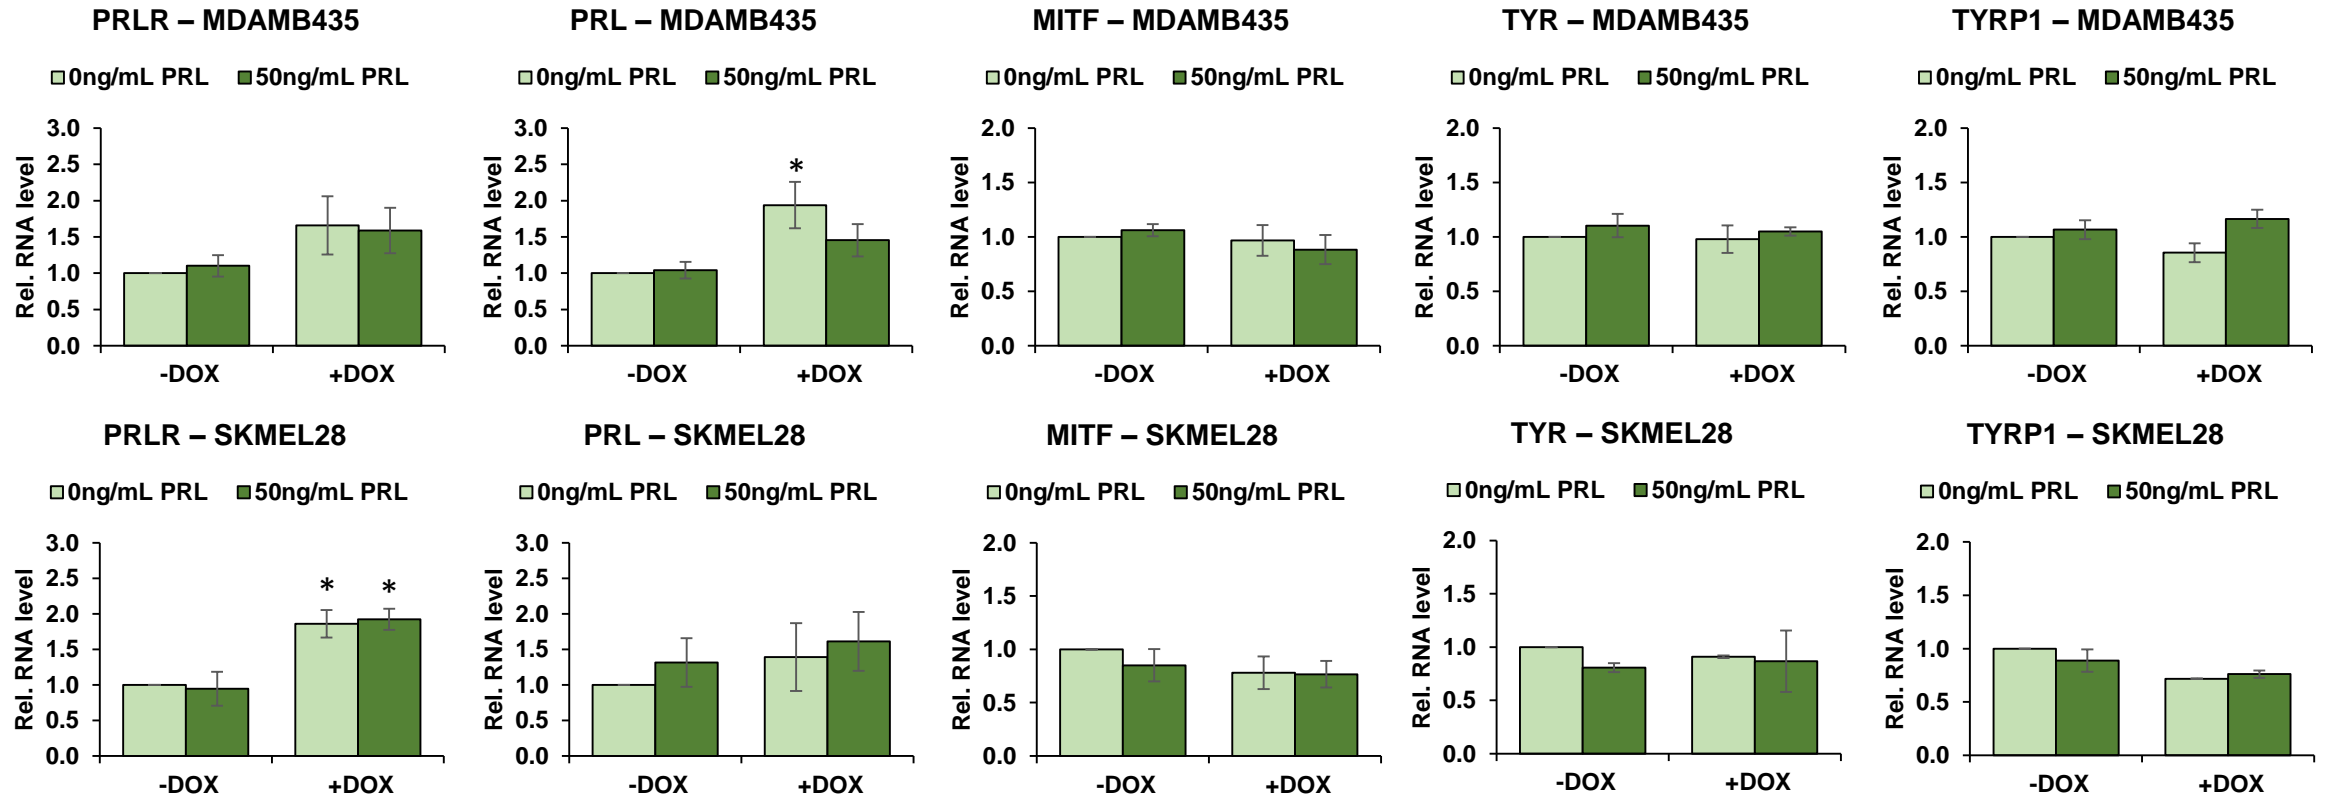 PRLR – MDAMB435
0ng/mL PRL 50ng/mL PRL
Rel. RNA level
3.0
2.5
2.0
1.5
1.0
0.5
0.0
-DOX +DOX
PRL – MDAMB435
0ng/mL PRL 50ng/mL PRL
Rel. RNA level
3.0
2.5
2.0
1.5
1.0
0.5
0.0
*
-DOX +DOX
MITF – MDAMB435
0ng/mL PRL 50ng/mL PRL
Rel. RNA level
2.0
1.5
1.0
0.5
0.0
-DOX +DOX
TYR – MDAMB435
0ng/mL PRL 50ng/mL PRL
Rel. RNA level
2.0
1.5
1.0
0.5
0.0
-DOX +DOX
TYRP1 – MDAMB435
0ng/mL PRL 50ng/mL PRL
Rel. RNA level
2.0
1.5
1.0
0.5
0.0
-DOX +DOX
PRLR – SKMEL28
0ng/mL PRL 50ng/mL PRL
Rel. RNA level
3.0
2.5
2.0
1.5
1.0
0.5
0.0
* *
-DOX +DOX
PRL – SKMEL28
0ng/mL PRL 50ng/mL PRL
Rel. RNA level
3.0
2.5
2.0
1.5
1.0
0.5
0.0
-DOX +DOX
MITF – SKMEL28
0ng/mL PRL 50ng/mL PRL
Rel. RNA level
2.0
1.5
1.0
0.5
0.0
-DOX +DOX
TYR – SKMEL28
0ng/mL PRL 50ng/mL PRL
Rel. RNA level
2.0
1.5
1.0
0.5
0.0
-DOX +DOX
TYRP1 – SKMEL28
0ng/mL PRL 50ng/mL PRL
Rel. RNA level
2.0
1.5
1.0
0.5
0.0
-DOX +DOX